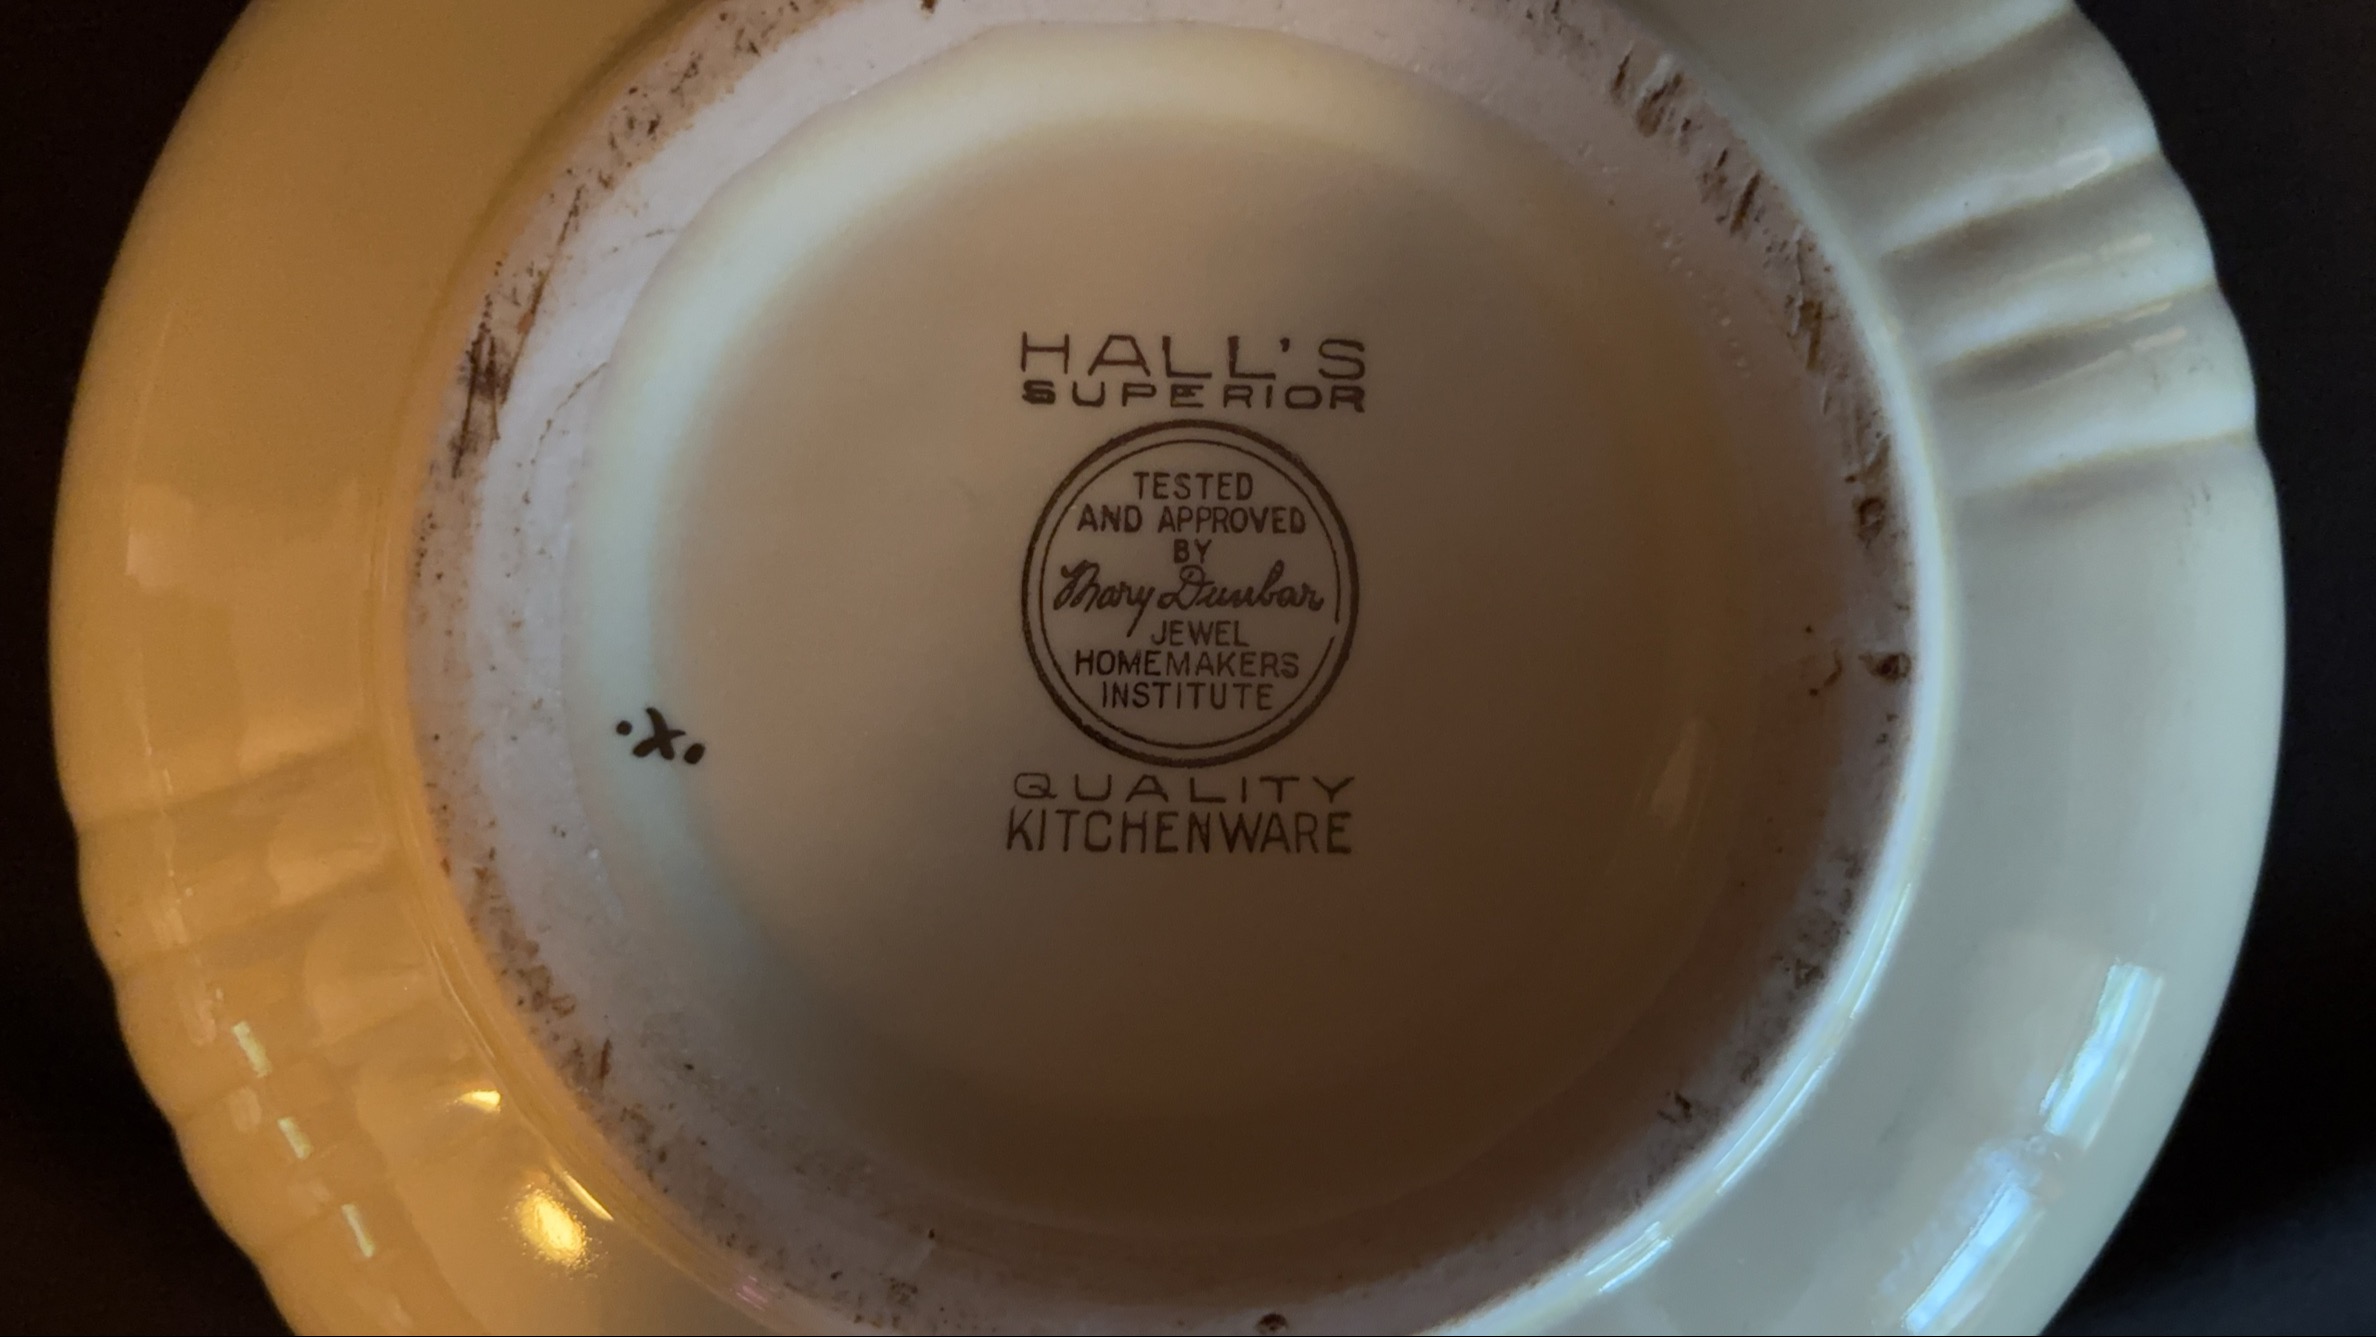 HALL'S
SUPERIOR
TESTED
AND APPROVED
BY
Mary Dunbar
JEWEL
HOMEMAKERS
INSTITUTE
QUALITY
KITCHENWARE
·X·